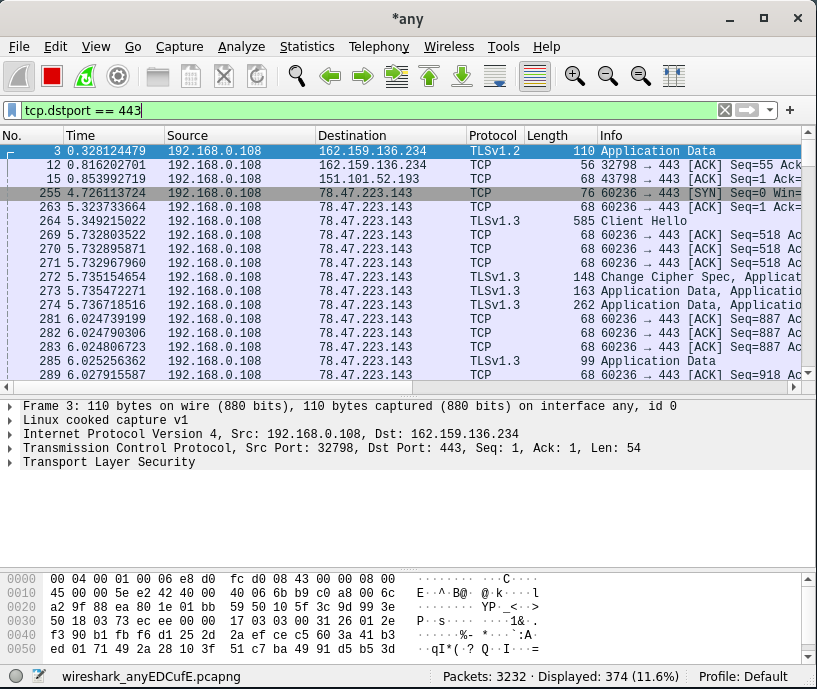 *any
File Edit View Go Capture Analyze Statistics Telephony Wireless Tools Help
tcp.dstport == 443
No. Time Source Destination Protocol Length Info
3 0.328124479 192.168.0.108 162.159.136.234 TLSv1.2 110 Application Data
12 0.816202701 192.168.0.108 162.159.136.234 TCP 56 32798 → 443 [ACK] Seq=55 Ack
15 0.853992719 192.168.0.108 151.101.52.193 TCP 68 43798 → 443 [ACK] Seq=1 Ack=
255 4.726113724 192.168.0.108 78.47.223.143 TCP 76 60236 → 443 [SYN] Seq=0 Win=
263 5.323733664 192.168.0.108 78.47.223.143 TCP 68 60236 → 443 [ACK] Seq=1 Ack=
264 5.349215022 192.168.0.108 78.47.223.143 TLSv1.3 585 Client Hello
269 5.732803522 192.168.0.108 78.47.223.143 TCP 68 60236 → 443 [ACK] Seq=518 Ac
270 5.732895871 192.168.0.108 78.47.223.143 TCP 68 60236 → 443 [ACK] Seq=518 Ac
271 5.732967960 192.168.0.108 78.47.223.143 TCP 68 60236 → 443 [ACK] Seq=518 Ac
272 5.735154654 192.168.0.108 78.47.223.143 TLSv1.3 148 Change Cipher Spec, Applicat
273 5.735472271 192.168.0.108 78.47.223.143 TLSv1.3 163 Application Data, Applicatio
274 5.736718516 192.168.0.108 78.47.223.143 TLSv1.3 262 Application Data, Applicatio
281 6.024739199 192.168.0.108 78.47.223.143 TCP 68 60236 → 443 [ACK] Seq=887 Ac
282 6.024790306 192.168.0.108 78.47.223.143 TCP 68 60236 → 443 [ACK] Seq=887 Ac
283 6.024806723 192.168.0.108 78.47.223.143 TCP 68 60236 → 443 [ACK] Seq=887 Ac
285 6.025256362 192.168.0.108 78.47.223.143 TLSv1.3 99 Application Data
289 6.027915587 192.168.0.108 78.47.223.143 TCP 68 60236 → 443 [ACK] Seq=918 Ac
Frame 3: 110 bytes on wire (880 bits), 110 bytes captured (880 bits) on interface any, id 0
Linux cooked capture v1
Internet Protocol Version 4, Src: 192.168.0.108, Dst: 162.159.136.234
Transmission Control Protocol, Src Port: 32798, Dst Port: 443, Seq: 1, Ack: 1, Len: 54
Transport Layer Security
0000 00 04 00 01 00 06 e8 d0 fc d0 08 43 00 00 08 00 ········ ···C····
0010 45 00 00 5e e2 42 40 00 40 06 6b b9 c0 a8 00 6c E··^·B@· @·k····l
0020 a2 9f 88 ea 80 1e 01 bb 59 50 10 5f 3c 9d 99 3e ········ YP·_<··>
0030 50 18 03 73 ec ee 00 00 17 03 03 00 31 26 01 2e P··s···· ····1&·.
0040 f3 90 b1 fb f6 d1 25 2d 2a ef ce c5 60 3a 41 b3 ······%- *···`:A·
0050 ed 01 71 49 2a 28 10 3f 51 c7 ba 49 91 d5 b5 3d ··qI*(·? Q··I···=
wireshark_anyEDCufE.pcapng Packets: 3232 · Displayed: 374 (11.6%) Profile: Default